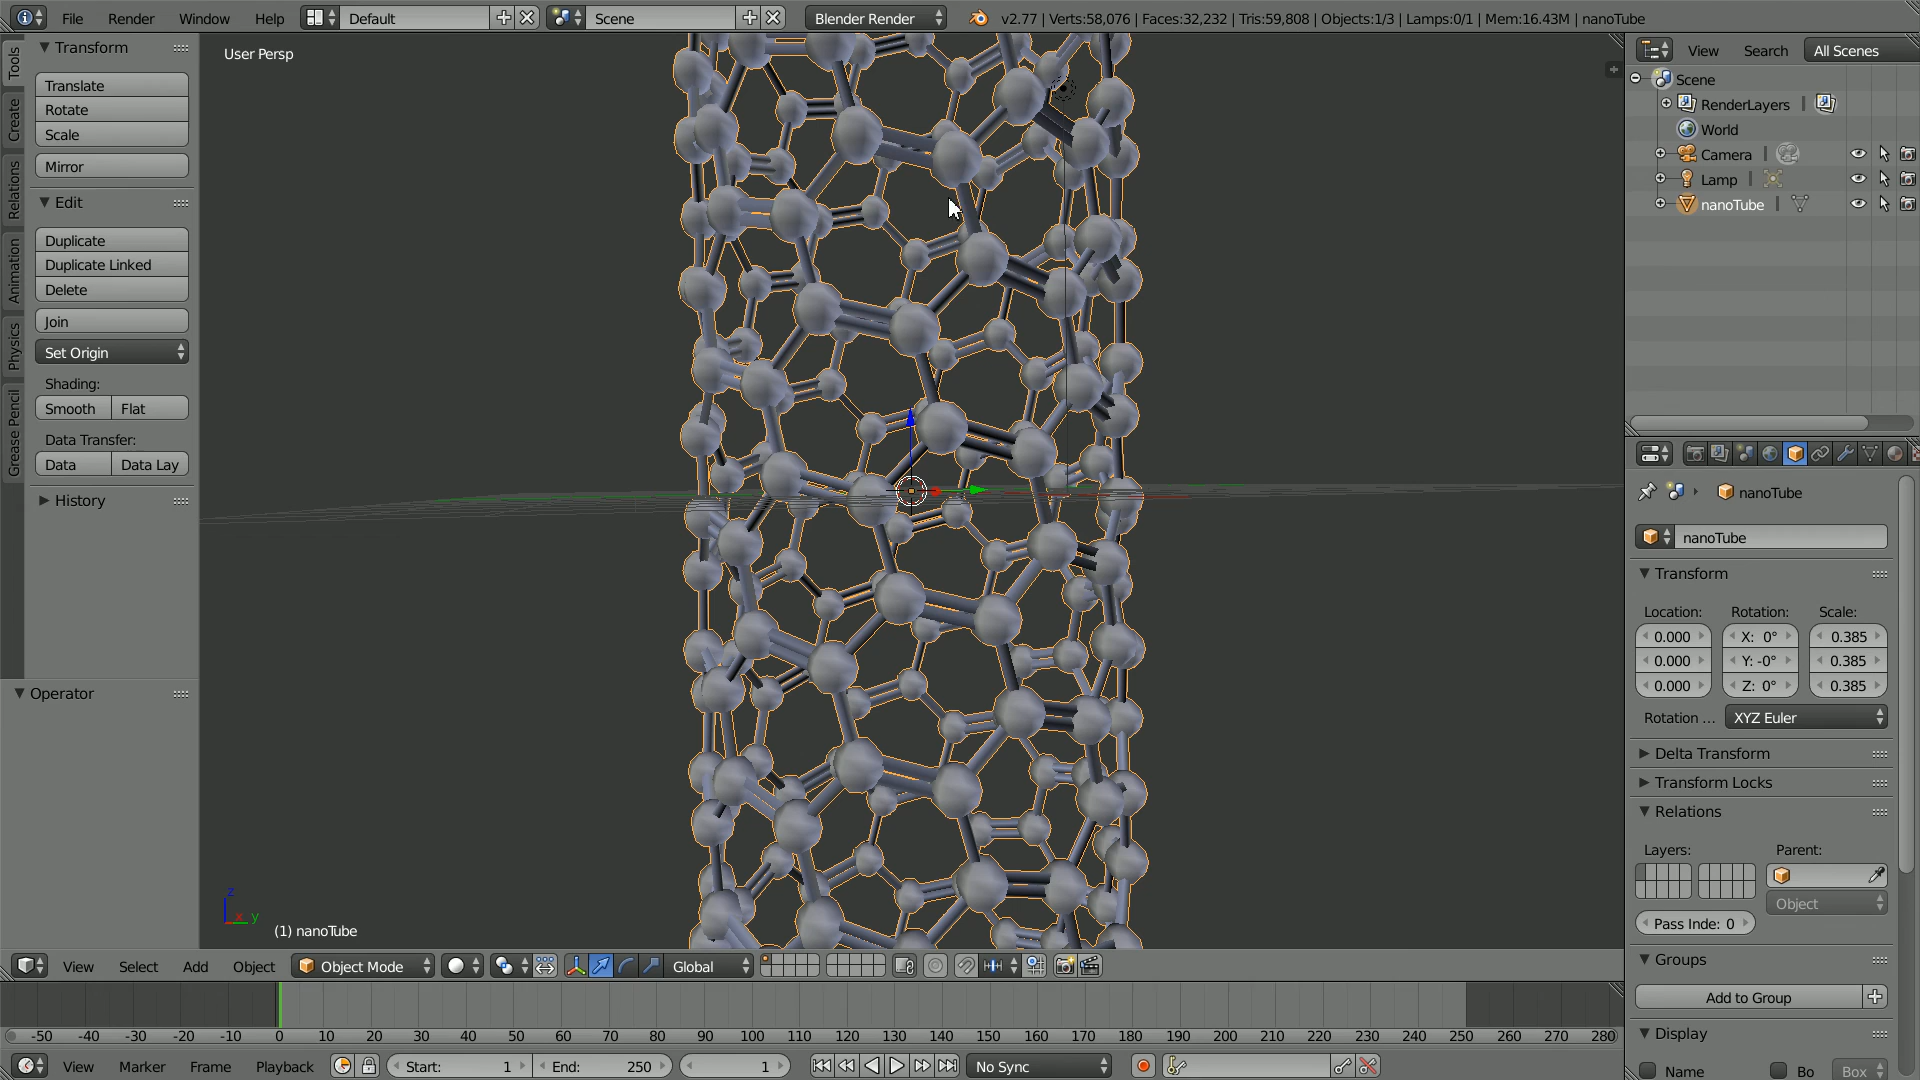 File Render Window Help Default Scene Blender Render v2.77 | Verts:58,076 | Faces:32,232 | Tris:59,808 | Objects:1/3 | Lamps:0/1 | Mem:16.43M | nanoTube
Tools
Create
Relations
Animation
Physics
Grease Pencil
Transform
Translate
Rotate
Scale
Mirror
Edit
Duplicate
Duplicate Linked
Delete
Join
Set Origin
Shading:
Smooth Flat
Data Transfer:
Data Data Lay
History
Operator
User Persp
z
x y
(1) nanoTube
View Search All Scenes
Scene
RenderLayers |
World
Camera |
Lamp |
nanoTube |
nanoTube
nanoTube
Transform
Location: Rotation: Scale:
0.000 X: 0° 0.385
0.000 Y: -0° 0.385
0.000 Z: 0° 0.385
Rotation ... XYZ Euler
Delta Transform
Transform Locks
Relations
Layers: Parent:
Object
Pass Inde: 0
Groups
Add to Group
Display
Name Bo Box
View Select Add Object Object Mode Global
-50 -40 -30 -20 -10 0 10 20 30 40 50 60 70 80 90 100 110 120 130 140 150 160 170 180 190 200 210 220 230 240 250 260 270 280
View Marker Frame Playback Start: 1 End: 250 1 No Sync